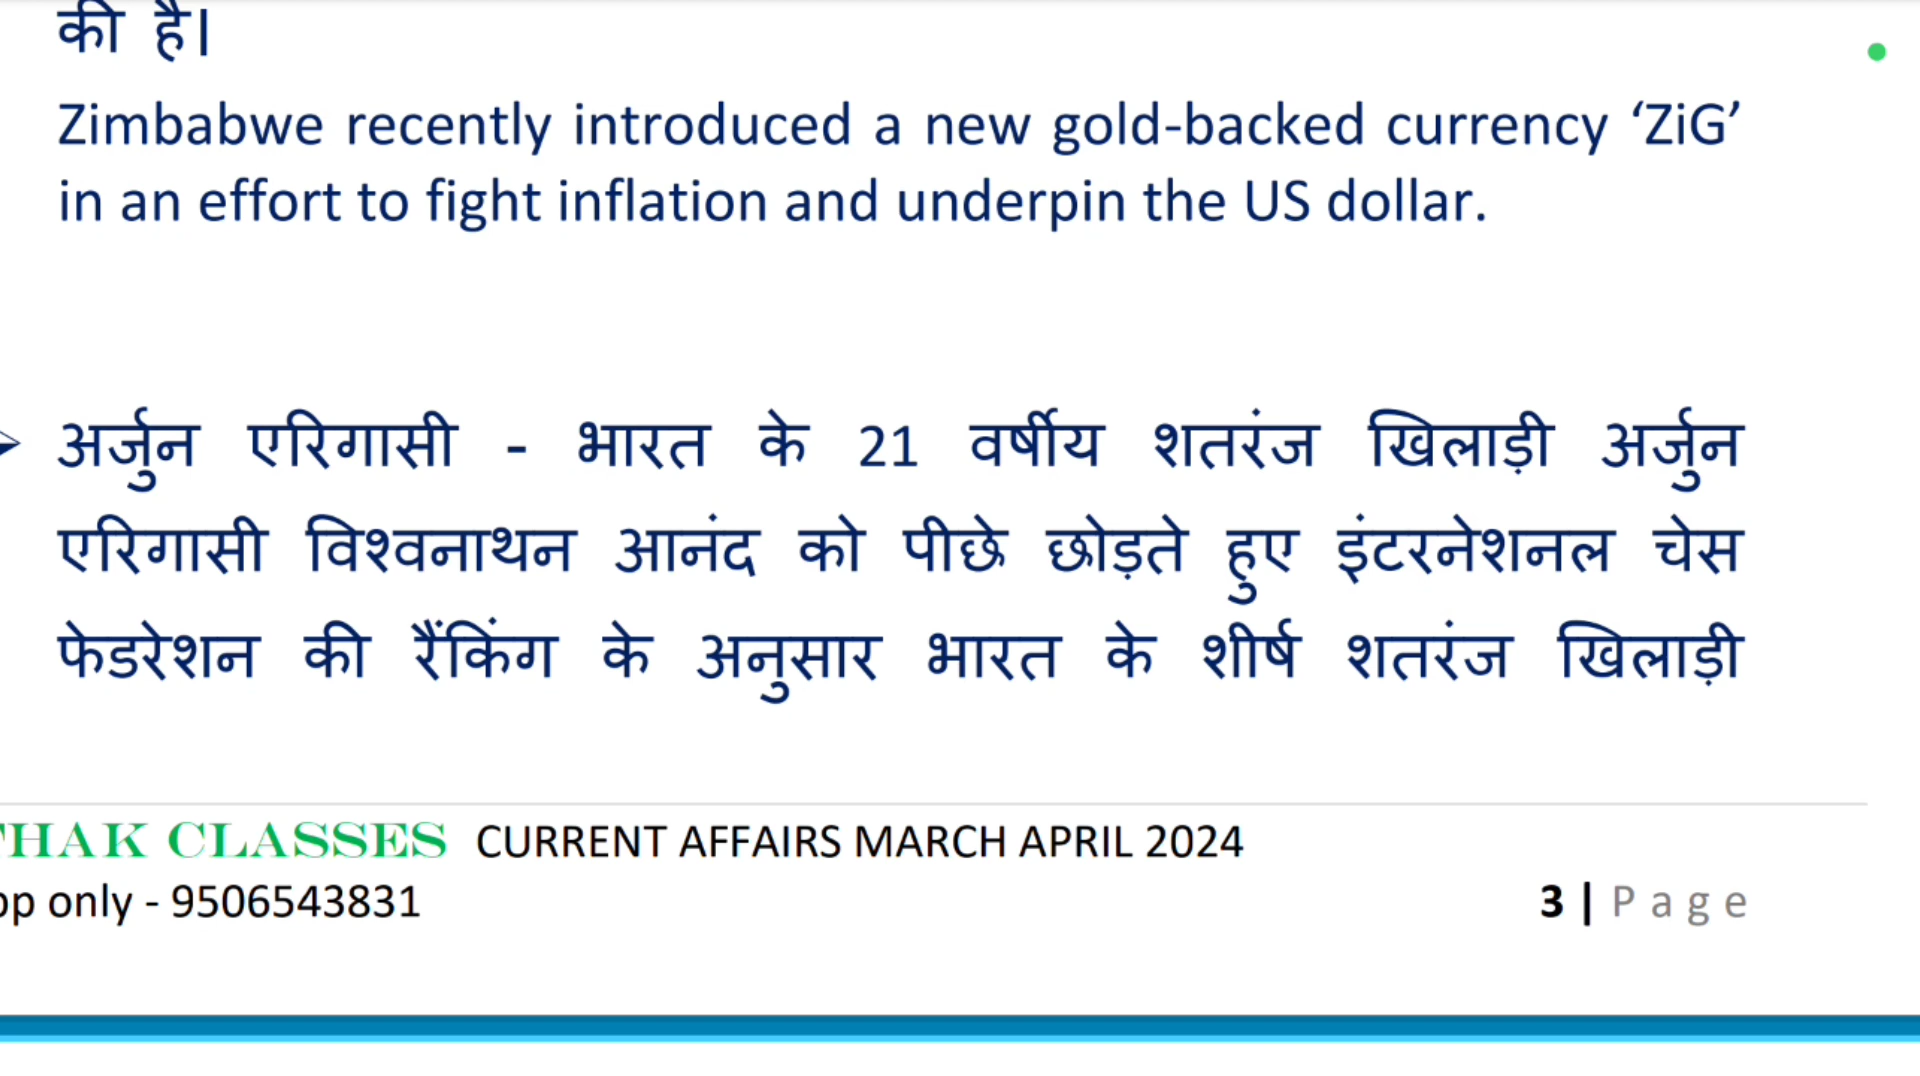 की है।
Zimbabwe recently introduced a new gold-backed currency ‘ZiG’
in an effort to fight inflation and underpin the US dollar.
अर्जुन एरिगासी - भारत के 21 वर्षीय शतरंज खिलाड़ी अर्जुन
एरिगासी विश्वनाथन आनंद को पीछे छोड़ते हुए इंटरनेशनल चेस
फेडरेशन की रैंकिंग के अनुसार भारत के शीर्ष शतरंज खिलाड़ी
THAK CLASSES CURRENT AFFAIRS MARCH APRIL 2024
pp only - 9506543831
3 | Page